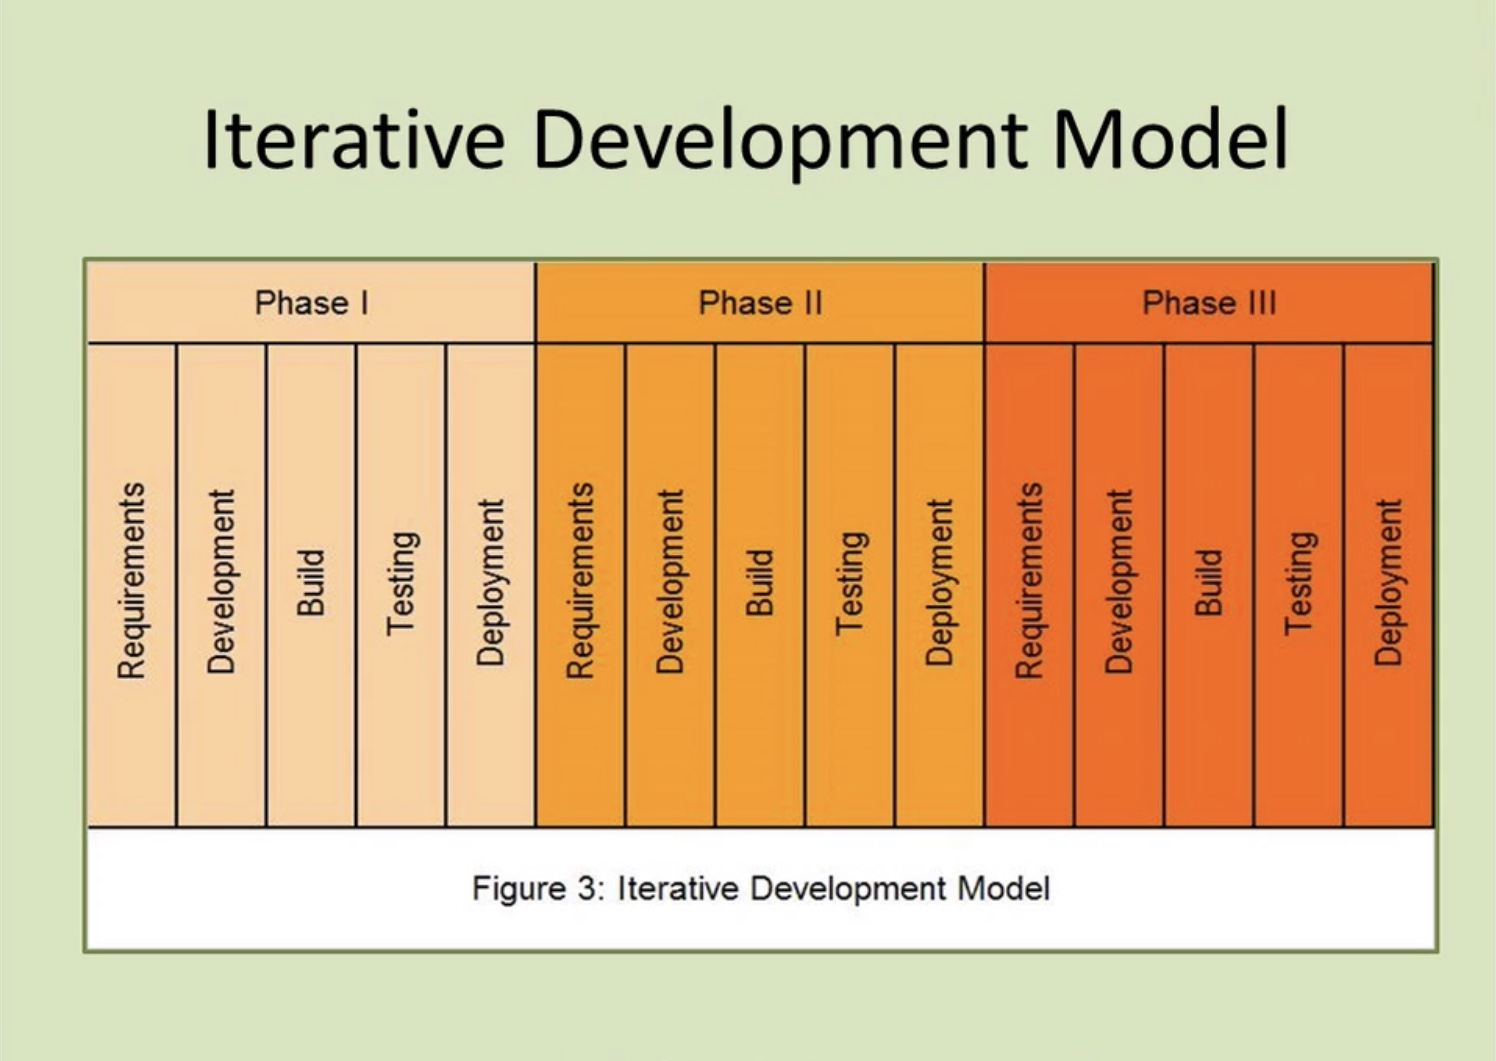 Iterative Development Model
Phase I
Phase II
Phase III
Requirements
Development
Build
Testing
Deployment
Requirements
Development
Build
Testing
Deployment
Requirements
Development
Build
Testing
Deployment
Figure 3: Iterative Development Model